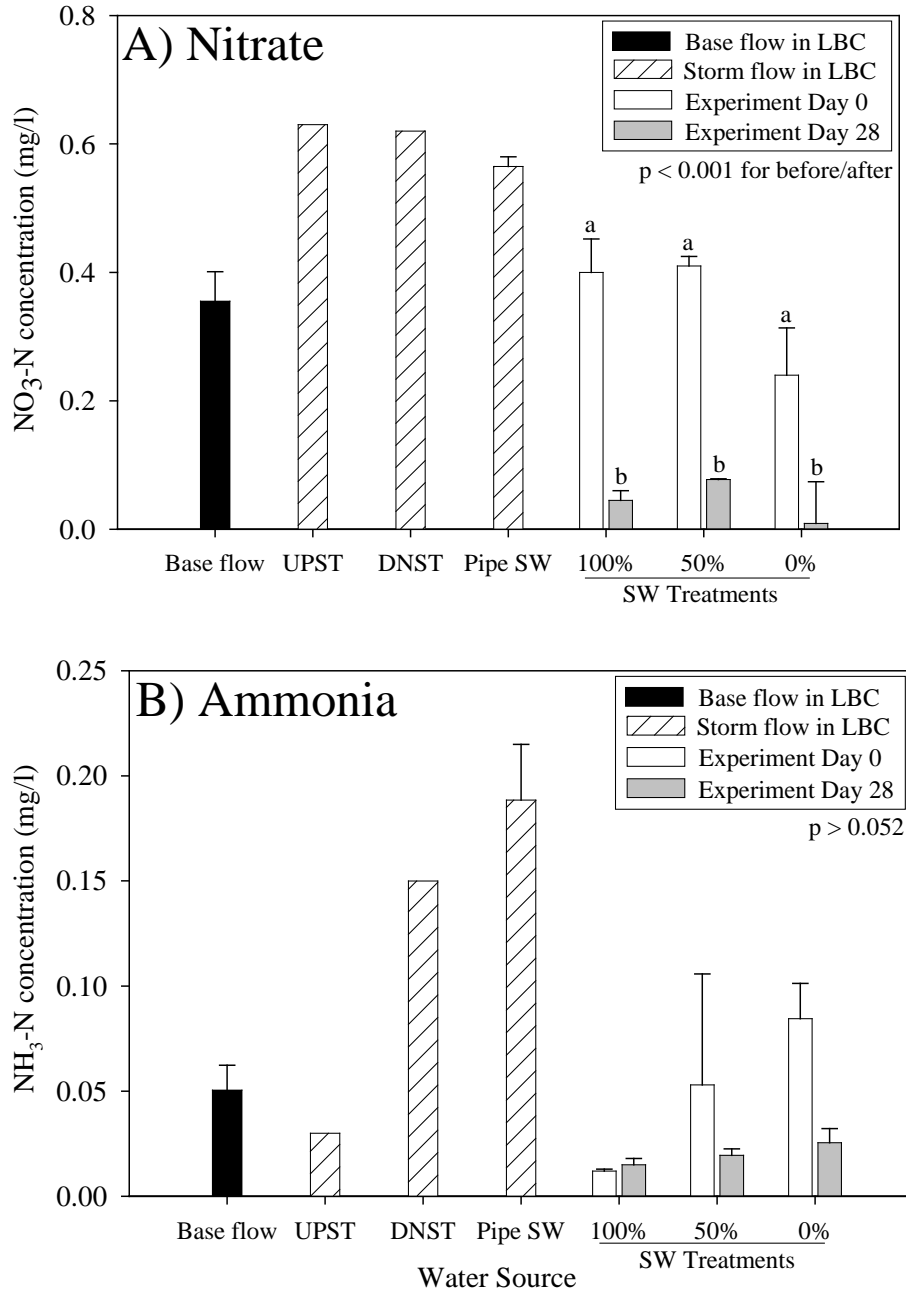 A) Nitrate
Base flow in LBC
Storm flow in LBC
Experiment Day 0
Experiment Day 28
p < 0.001 for before/after
NO3-N concentration (mg/l)
0.8
0.6
0.4
0.2
0.0
a
a
a
b
b
b
Base flow
UPST
DNST
Pipe SW
100%
50%
0%
SW Treatments
B) Ammonia
Base flow in LBC
Storm flow in LBC
Experiment Day 0
Experiment Day 28
p > 0.052
NH3-N concentration (mg/l)
0.25
0.20
0.15
0.10
0.05
0.00
Base flow
UPST
DNST
Pipe SW
100%
50%
0%
SW Treatments
Water Source